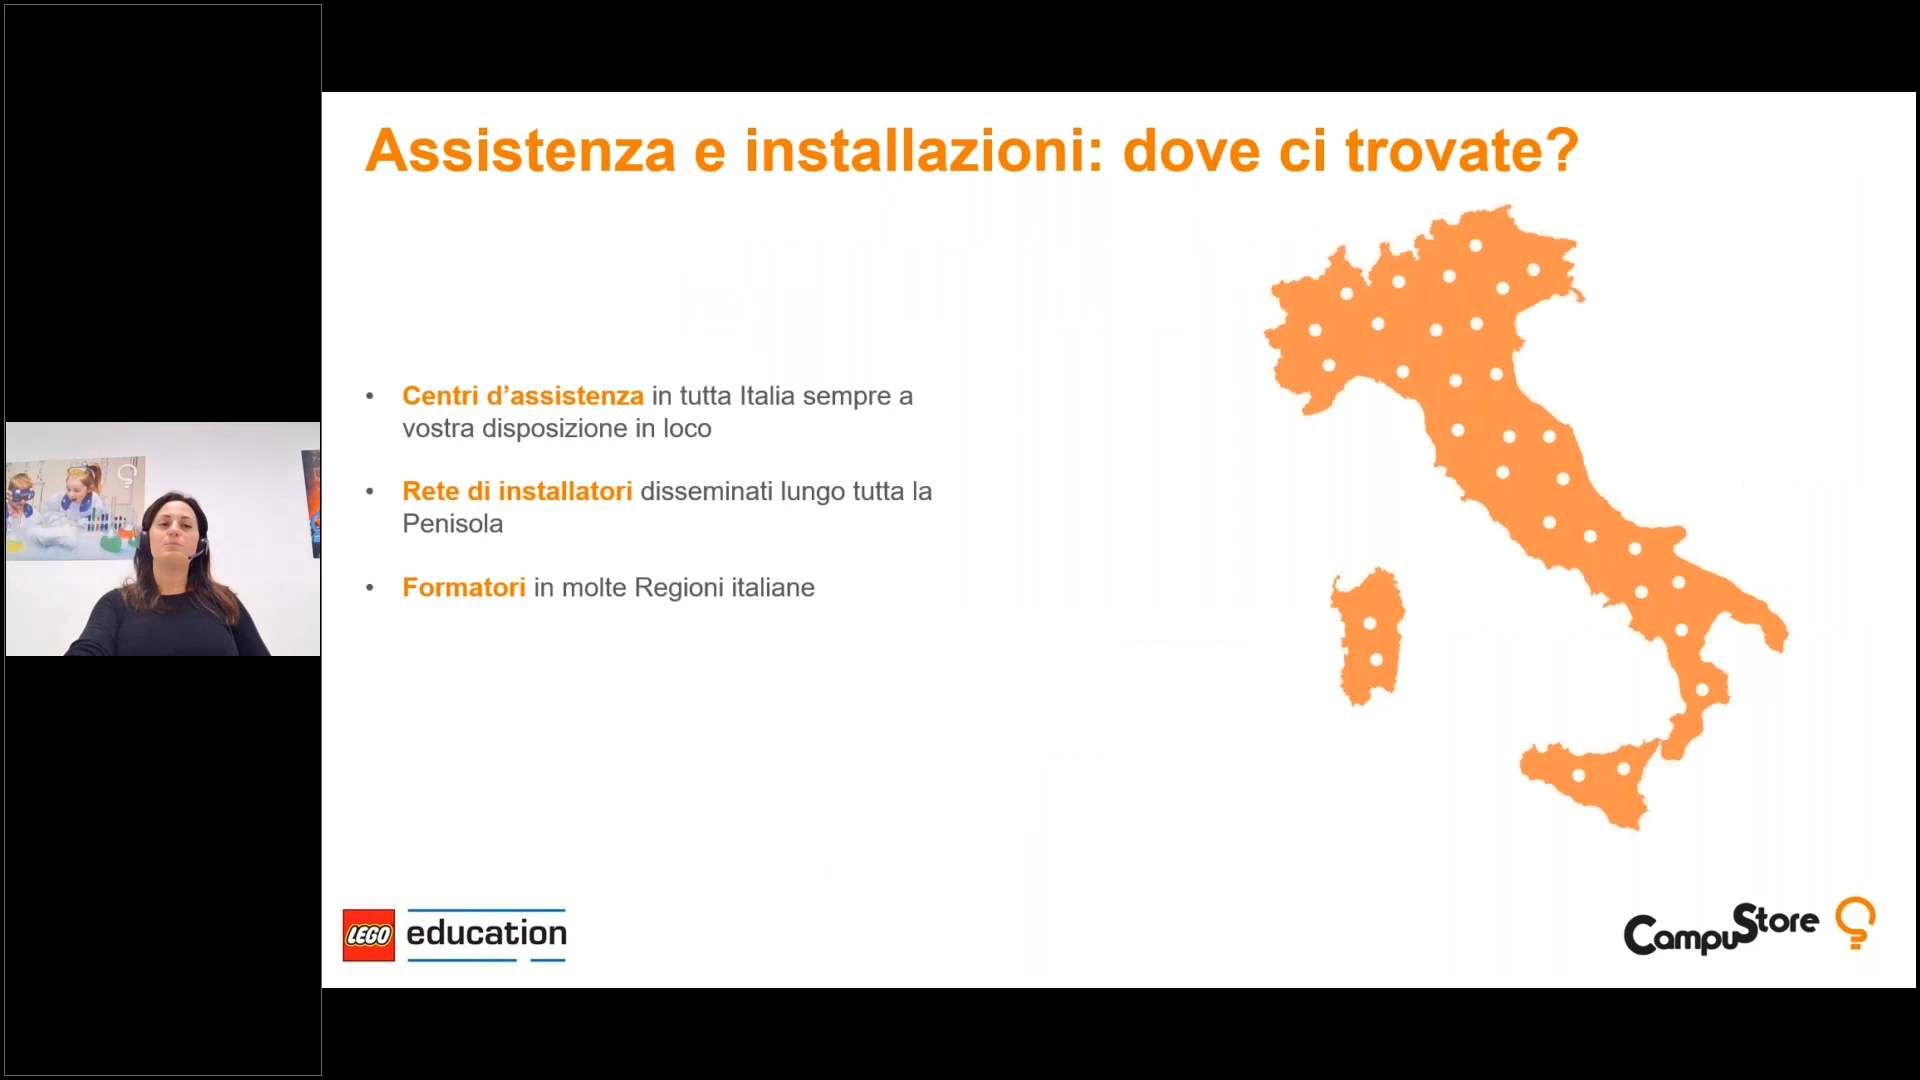 Assistenza e installazioni: dove ci trovate?
• Centri d’assistenza in tutta Italia sempre a
vostra disposizione in loco
• Rete di installatori disseminati lungo tutta la
Penisola
• Formatori in molte Regioni italiane
LEGO education
CampuStore